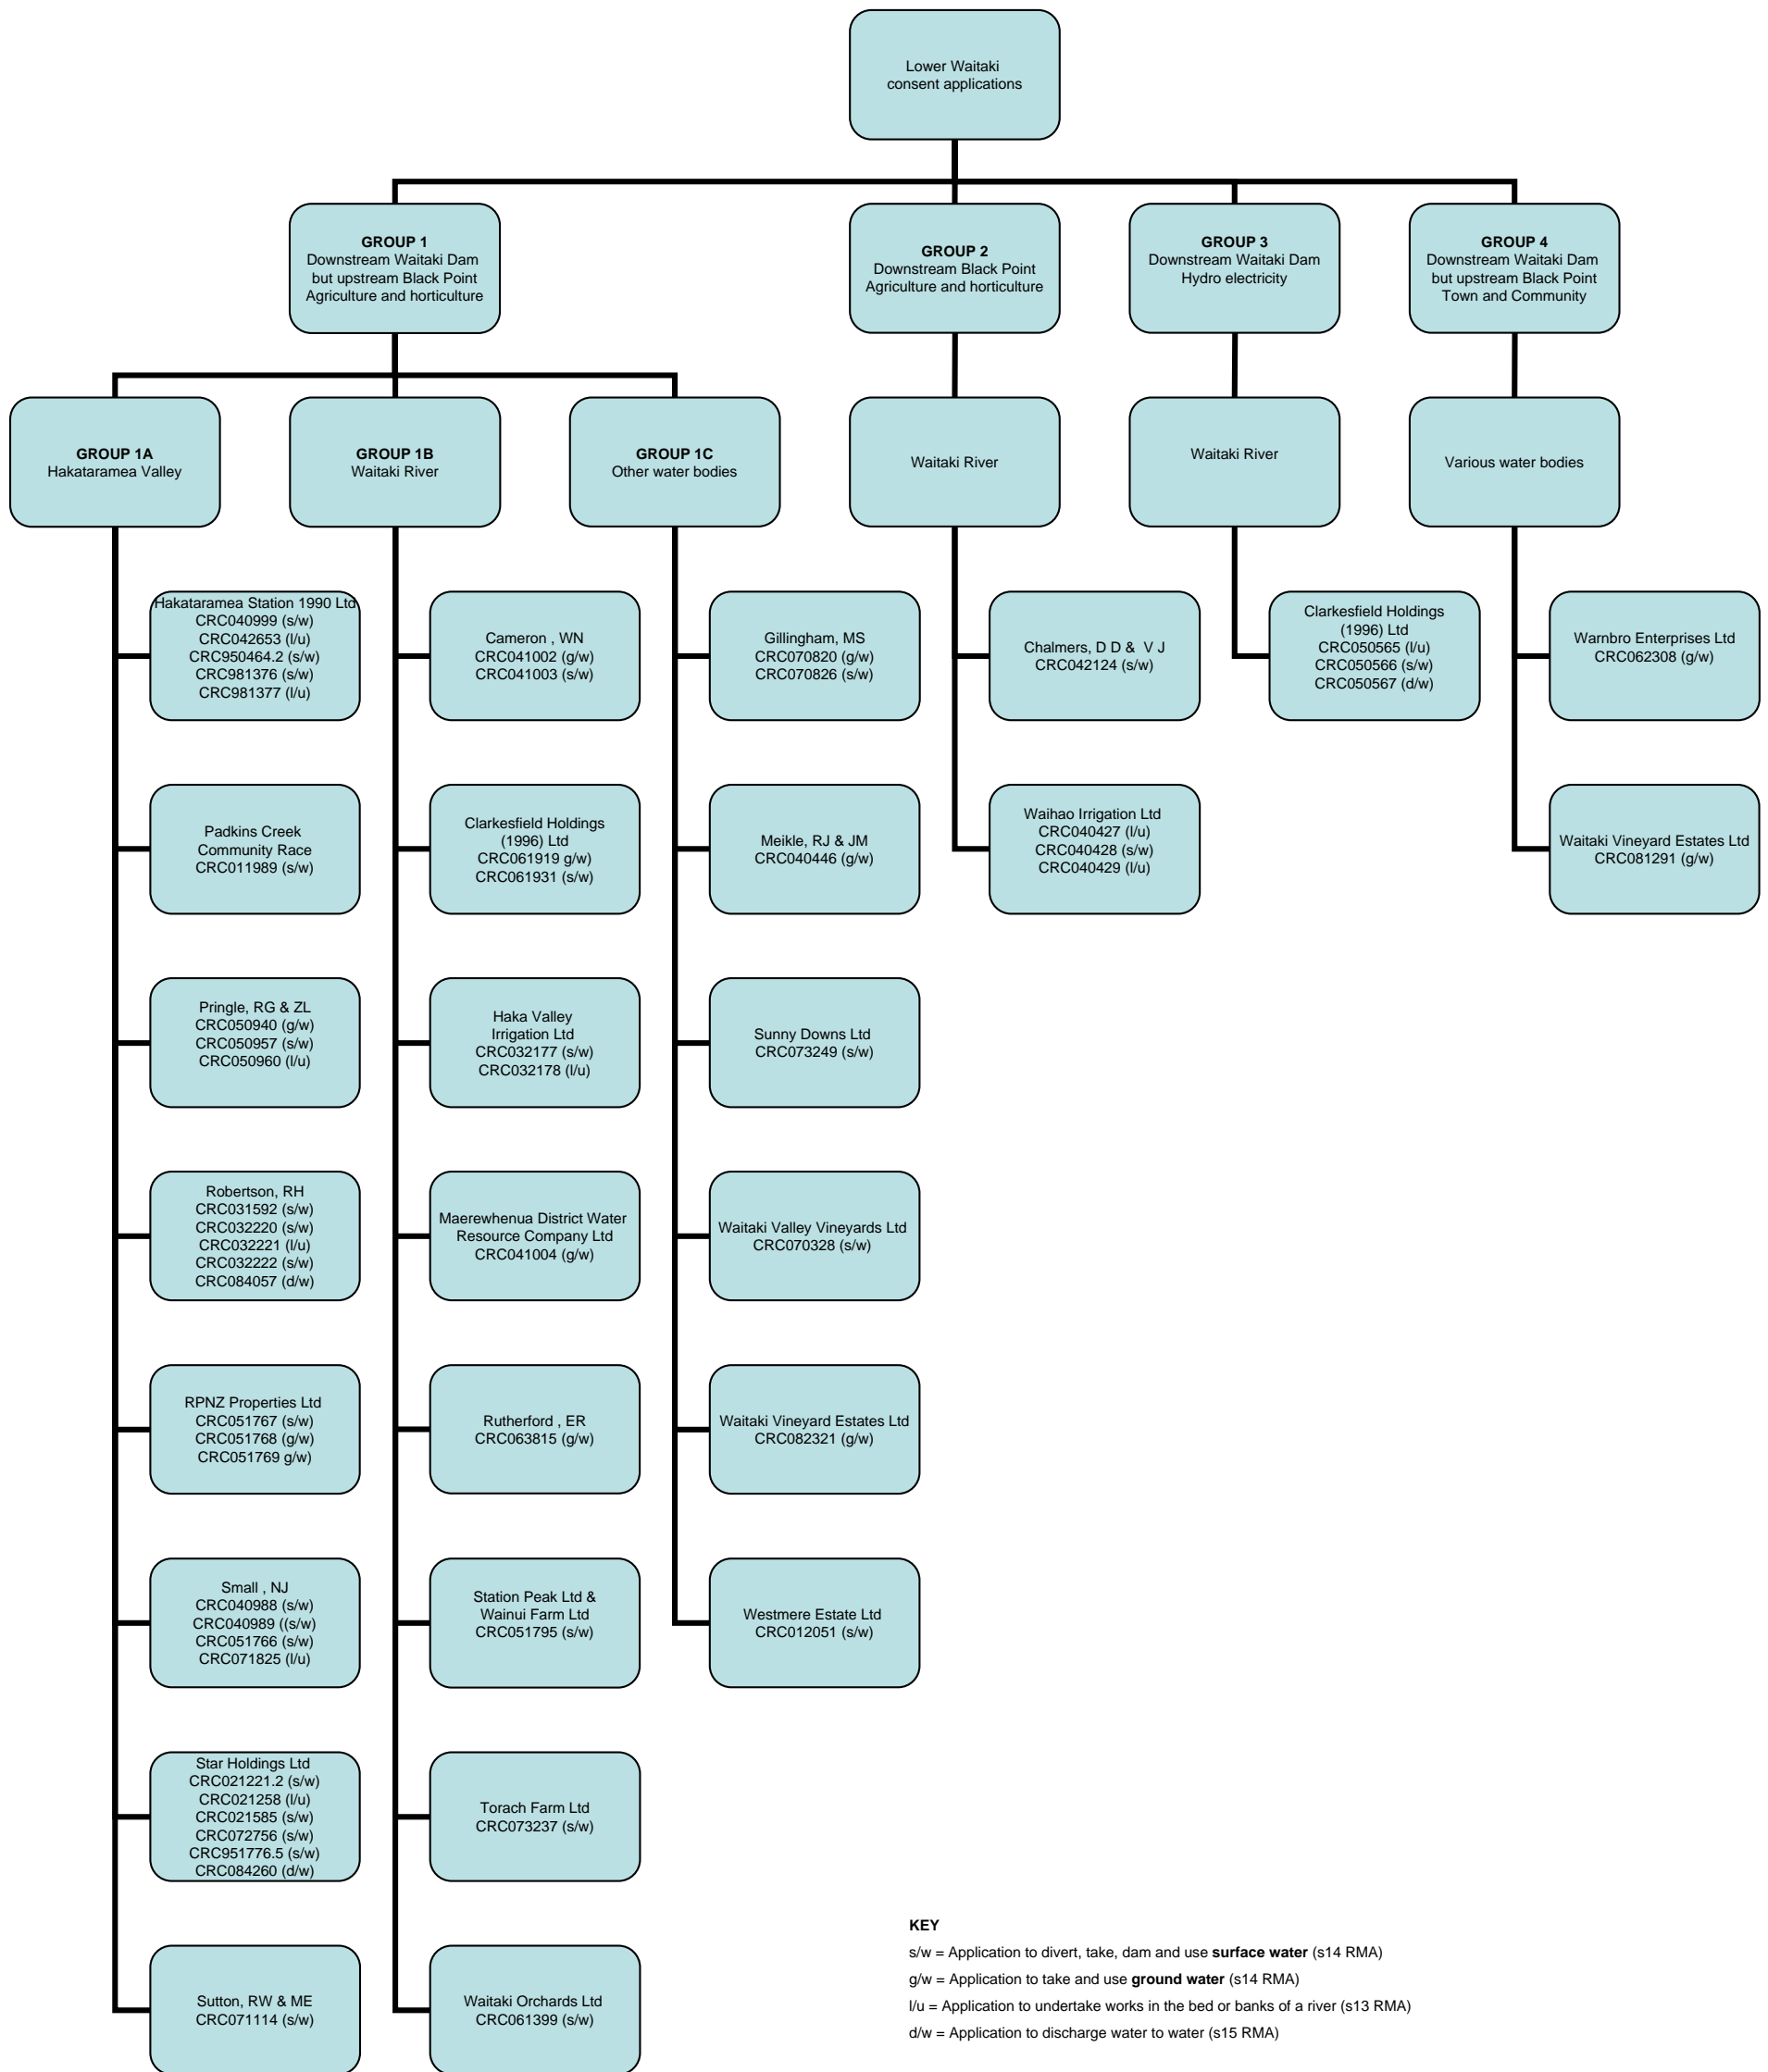 Lower Waitaki
consent applications
GROUP 1
Downstream Waitaki Dam
but upstream Black Point
Agriculture and horticulture
GROUP 2
Downstream Black Point
Agriculture and horticulture
GROUP 3
Downstream Waitaki Dam
Hydro electricity
GROUP 4
Downstream Waitaki Dam
but upstream Black Point
Town and Community
GROUP 1A
Hakataramea Valley
GROUP 1B
Waitaki River
GROUP 1C
Other water bodies
Waitaki River
Waitaki River
Various water bodies
Hakataramea Station 1990 Ltd
CRC040999 (s/w)
CRC042653 (l/u)
CRC950464.2 (s/w)
CRC981376 (s/w)
CRC981377 (l/u)
Padkins Creek
Community Race
CRC011989 (s/w)
Pringle, RG & ZL
CRC050940 (g/w)
CRC050957 (s/w)
CRC050960 (l/u)
Robertson, RH
CRC031592 (s/w)
CRC032220 (s/w)
CRC032221 (l/u)
CRC032222 (s/w)
CRC084057 (d/w)
RPNZ Properties Ltd
CRC051767 (s/w)
CRC051768 (g/w)
CRC051769 g/w)
Small , NJ
CRC040988 (s/w)
CRC040989 ((s/w)
CRC051766 (s/w)
CRC071825 (l/u)
Star Holdings Ltd
CRC021221.2 (s/w)
CRC021258 (l/u)
CRC021585 (s/w)
CRC072756 (s/w)
CRC951776.5 (s/w)
CRC084260 (d/w)
Sutton, RW & ME
CRC071114 (s/w)
Cameron , WN
CRC041002 (g/w)
CRC041003 (s/w)
Clarkesfield Holdings
(1996) Ltd
CRC061919 g/w)
CRC061931 (s/w)
Haka Valley
Irrigation Ltd
CRC032177 (s/w)
CRC032178 (l/u)
Maerewhenua District Water
Resource Company Ltd
CRC041004 (g/w)
Rutherford , ER
CRC063815 (g/w)
Station Peak Ltd &
Wainui Farm Ltd
CRC051795 (s/w)
Torach Farm Ltd
CRC073237 (s/w)
Waitaki Orchards Ltd
CRC061399 (s/w)
Gillingham, MS
CRC070820 (g/w)
CRC070826 (s/w)
Meikle, RJ & JM
CRC040446 (g/w)
Sunny Downs Ltd
CRC073249 (s/w)
Waitaki Valley Vineyards Ltd
CRC070328 (s/w)
Waitaki Vineyard Estates Ltd
CRC082321 (g/w)
Westmere Estate Ltd
CRC012051 (s/w)
Chalmers, D D & V J
CRC042124 (s/w)
Waihao Irrigation Ltd
CRC040427 (l/u)
CRC040428 (s/w)
CRC040429 (l/u)
Clarkesfield Holdings
(1996) Ltd
CRC050565 (l/u)
CRC050566 (s/w)
CRC050567 (d/w)
Warnbro Enterprises Ltd
CRC062308 (g/w)
Waitaki Vineyard Estates Ltd
CRC081291 (g/w)
KEY
s/w = Application to divert, take, dam and use surface water (s14 RMA)
g/w = Application to take and use ground water (s14 RMA)
l/u = Application to undertake works in the bed or banks of a river (s13 RMA)
d/w = Application to discharge water to water (s15 RMA)